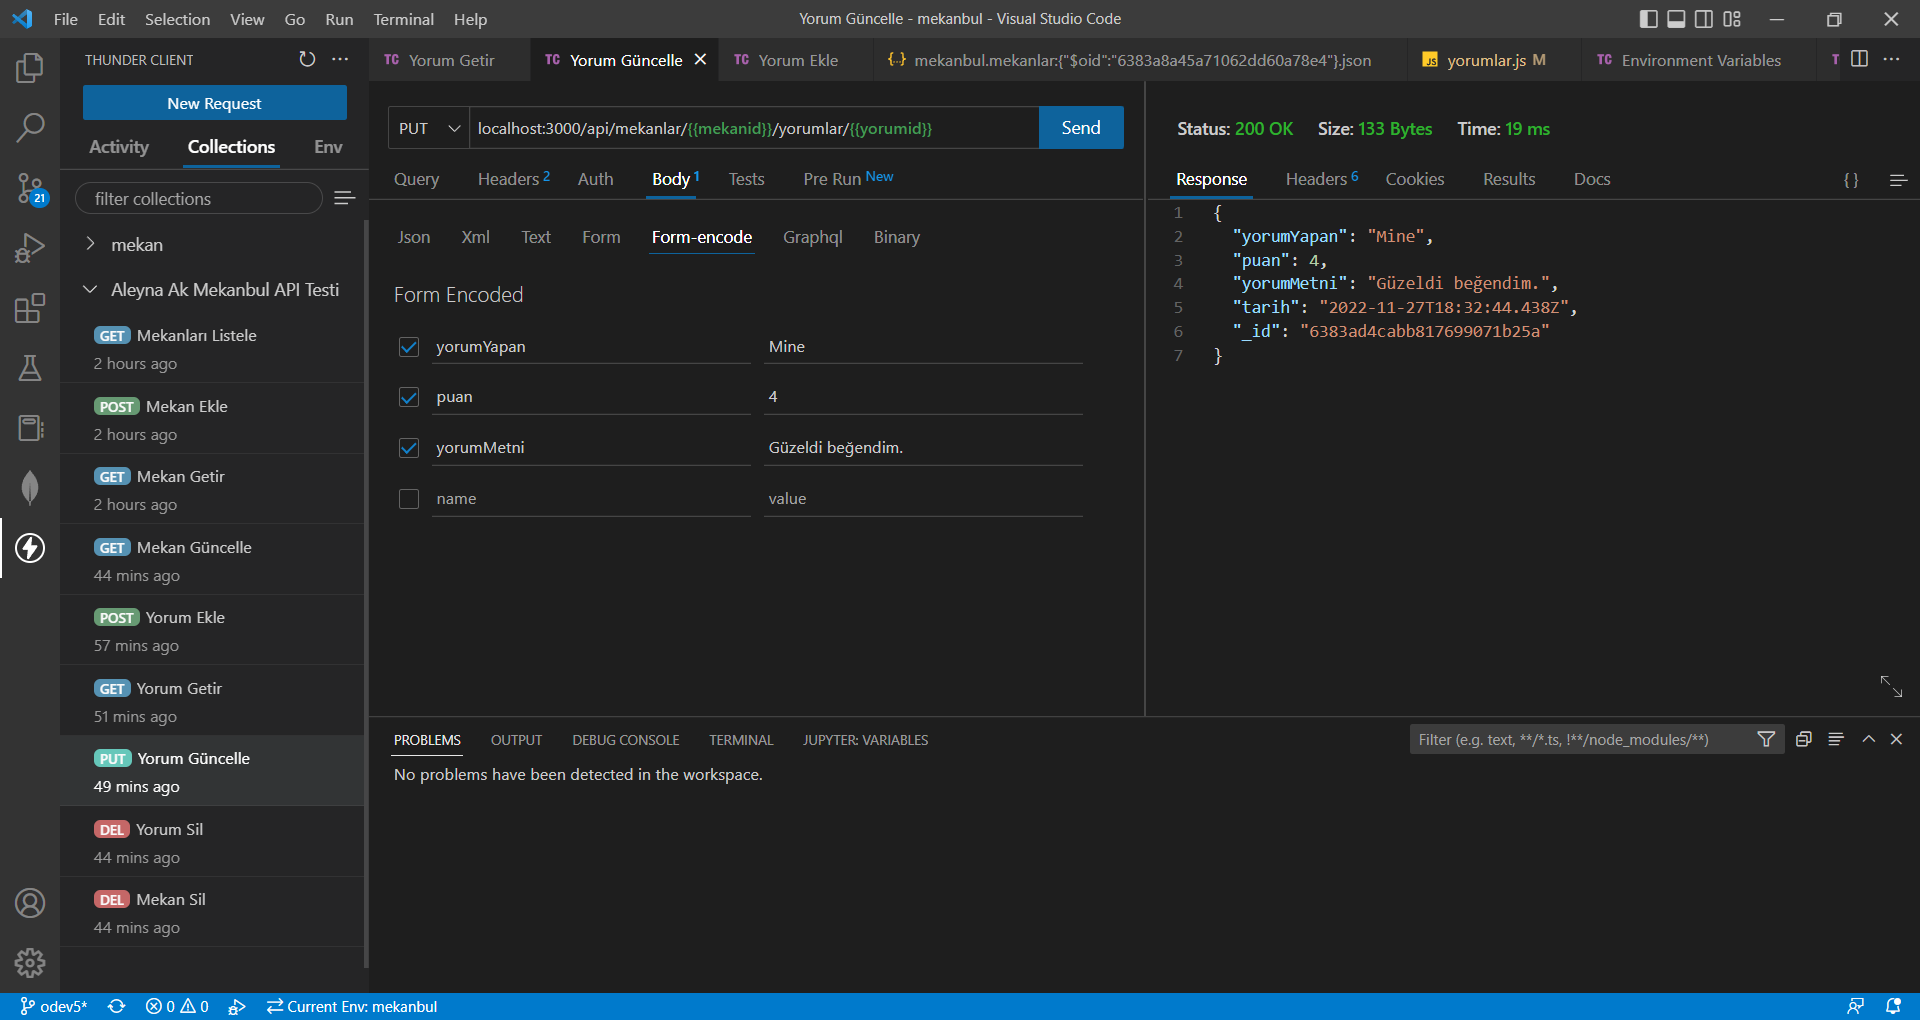 File Edit Selection View Go Run Terminal Help
Yorum Güncelle - mekanbul - Visual Studio Code
THUNDER CLIENT
New Request
Activity Collections Env
filter collections
21
mekan
Aleyna Ak Mekanbul API Testi
GET Mekanları Listele
2 hours ago
POST Mekan Ekle
2 hours ago
GET Mekan Getir
2 hours ago
GET Mekan Güncelle
44 mins ago
POST Yorum Ekle
57 mins ago
GET Yorum Getir
51 mins ago
PUT Yorum Güncelle
49 mins ago
DEL Yorum Sil
44 mins ago
DEL Mekan Sil
44 mins ago
TC Yorum Getir
TC Yorum Güncelle
TC Yorum Ekle
{··} mekanbul.mekanlar:{"$oid":"6383a8a45a71062dd60a78e4"}.json
JS yorumlar.js M
TC Environment Variables
T
PUT localhost:3000/api/mekanlar/{{mekanid}}/yorumlar/{{yorumid}} Send
Query Headers 2 Auth Body 1 Tests Pre Run New
Json Xml Text Form Form-encode Graphql Binary
Form Encoded
yorumYapan Mine
puan 4
yorumMetni Güzeldi beğendim.
name value
Status: 200 OK Size: 133 Bytes Time: 19 ms
Response Headers 6 Cookies Results Docs { }
1 {
2 "yorumYapan": "Mine",
3 "puan": 4,
4 "yorumMetni": "Güzeldi beğendim.",
5 "tarih": "2022-11-27T18:32:44.438Z",
6 "_id": "6383ad4cabb817699071b25a"
7 }
PROBLEMS OUTPUT DEBUG CONSOLE TERMINAL JUPYTER: VARIABLES
Filter (e.g. text, **/*.ts, !**/node_modules/**)
No problems have been detected in the workspace.
odev5* 0 0 Current Env: mekanbul